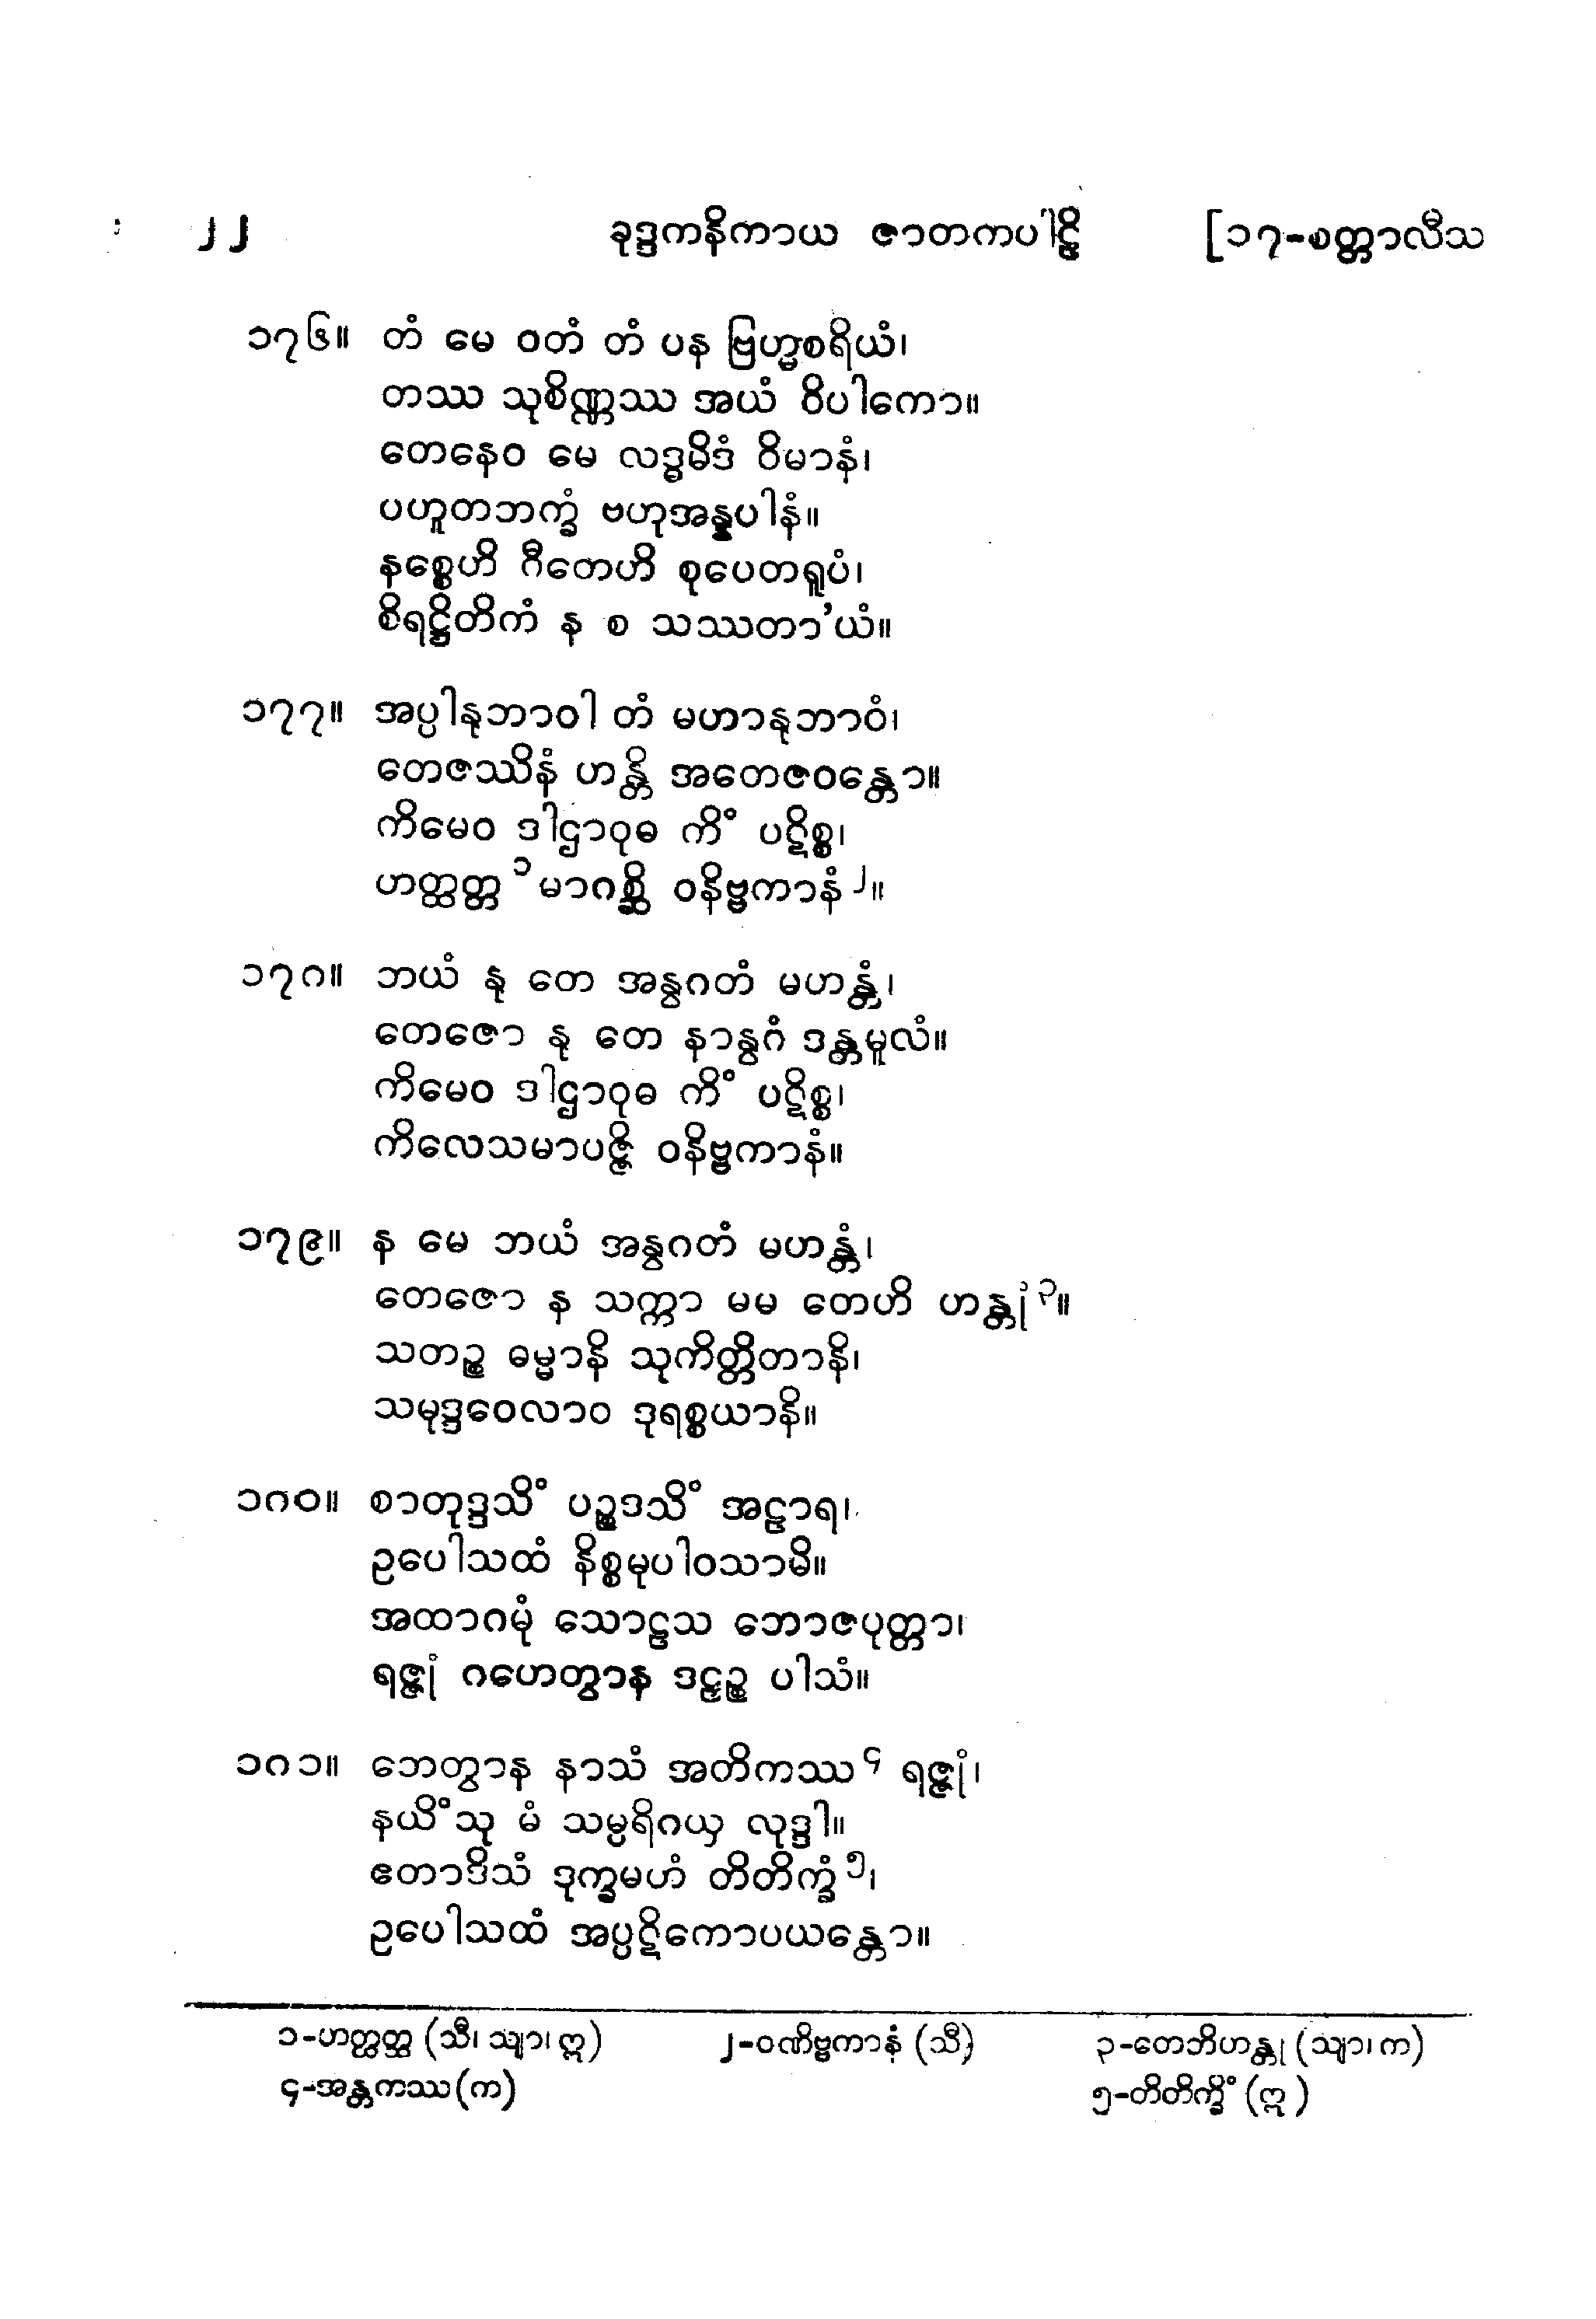 ၂၂ ခုဒ္ဒကနိကာယ ဇာတကပါဠိ [၁၇-စတ္တာလီသ
၁၇၆။ တံ မေ ဝတံ တံ ပန ဗြဟ္မစရိယံ၊
တဿ သုစိဏ္ဏဿ အယံ ဝိပါကော။
တေနေဝ မေ လဒ္ဓမိဒံ ဝိမာနံ၊
ပဟူတဘက္ခံ ဗဟုအန္နပါနံ။
နစ္စေဟိ ဂီတေဟိ စုပေတရူပံ၊
စိရဋ္ဌိတိကံ န စ သဿတာ’ယံ။
၁၇၇။ အပ္ပါနုဘာဝါ တံ မဟာနုဘာဝံ၊
တေဇဿိနံ ဟန္တိ အတေဇဝန္တော။
ကိမေဝ ဒါဌာဝုဓ ကိံ ပဋိစ္စ၊
ဟတ္ထတ္တ ၁ မာဂစ္ဆိ ဝနိဗ္ဗကာနံ ၂။
၁၇၈။ ဘယံ နု တေ အန္ဝဂတံ မဟန္တံ၊
တေဇော နု တေ နာန္ဝဂံ ဒန္တမူလံ။
ကိမေဝ ဒါဌာဝုဓ ကိံ ပဋိစ္စ၊
ကိလေသမာပဇ္ဇိ ဝနိဗ္ဗကာနံ။
၁၇၉။ န မေ ဘယံ အန္ဝဂတံ မဟန္တံ၊
တေဇော န သက္ကာ မမ တေဟိ ဟန္တုံ ၃။
သတဉ္စ ဓမ္မာနိ သုကိတ္တိတာနိ၊
သမုဒ္ဒဝေလာဝ ဒုရစ္စယာနိ။
၁၈၀။ စာတုဒ္ဒသိံ ပဉ္စဒသိံ အဠာရ၊
ဥပေါသထံ နိစ္စမုပါဝသာမိ။
အထာဂမုံ သောဠသ ဘောဇပုတ္တာ၊
ရဇ္ဇုံ ဂဟေတွာန ဒဠှဉ္စ ပါသံ။
၁၈၁။ ဘေတွာန နာသံ အတိကဿ ၄ ရဇ္ဇုံ၊
နယိံသု မံ သမ္ပရိဂယှ လုဒ္ဒါ။
ဧတာဒိသံ ဒုက္ခမဟံ တိတိက္ခံ ၅၊
ဥပေါသထံ အပ္ပဋိကောပယန္တော။
၁-ဟတ္ထတ္ထ (သီ၊ သျာ၊ ဣ) ၂-ဝဏိဗ္ဗကာနံ (သီ) ၃-တေဘိဟန္တု (သျာ၊ က)
၄-အန္တကဿ (က) ၅-တိတိက္ခိံ (ဣ)